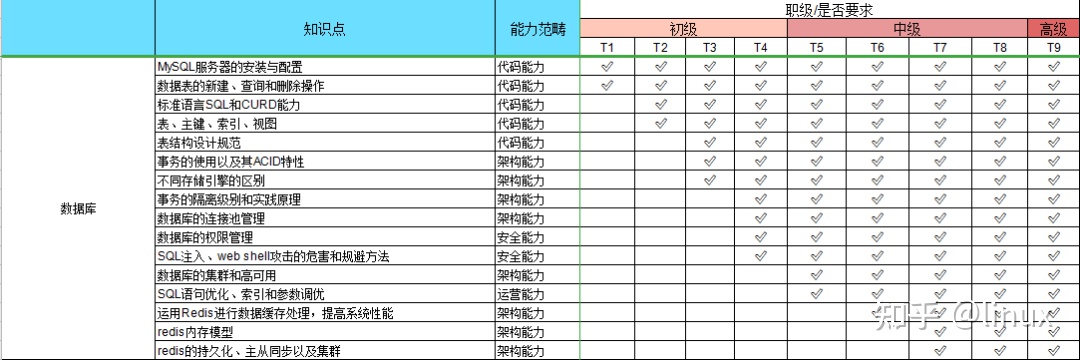 职级/是否要求
知识点 能力范畴 初级 中级 高级
T1 T2 T3 T4 T5 T6 T7 T8 T9
数据库
MySQL服务器的安装与配置 代码能力
数据表的新建、查询和删除操作 代码能力
标准语言SQL和CURD能力 代码能力
表、主键、索引、视图 代码能力
表结构设计规范 代码能力
事务的使用以及其ACID特性 架构能力
不同存储引擎的区别 架构能力
事务的隔离级别和实践原理 架构能力
数据库的连接池管理 架构能力
数据库的权限管理 安全能力
SQL注入、web shell攻击的危害和规避方法 安全能力
数据库的集群和高可用 架构能力
SQL语句优化、索引和参数调优 运营能力
运用Redis进行数据缓存处理，提高系统性能 架构能力
redis内存模型 架构能力
redis的持久化、主从同步以及集群 架构能力
知乎 @linux